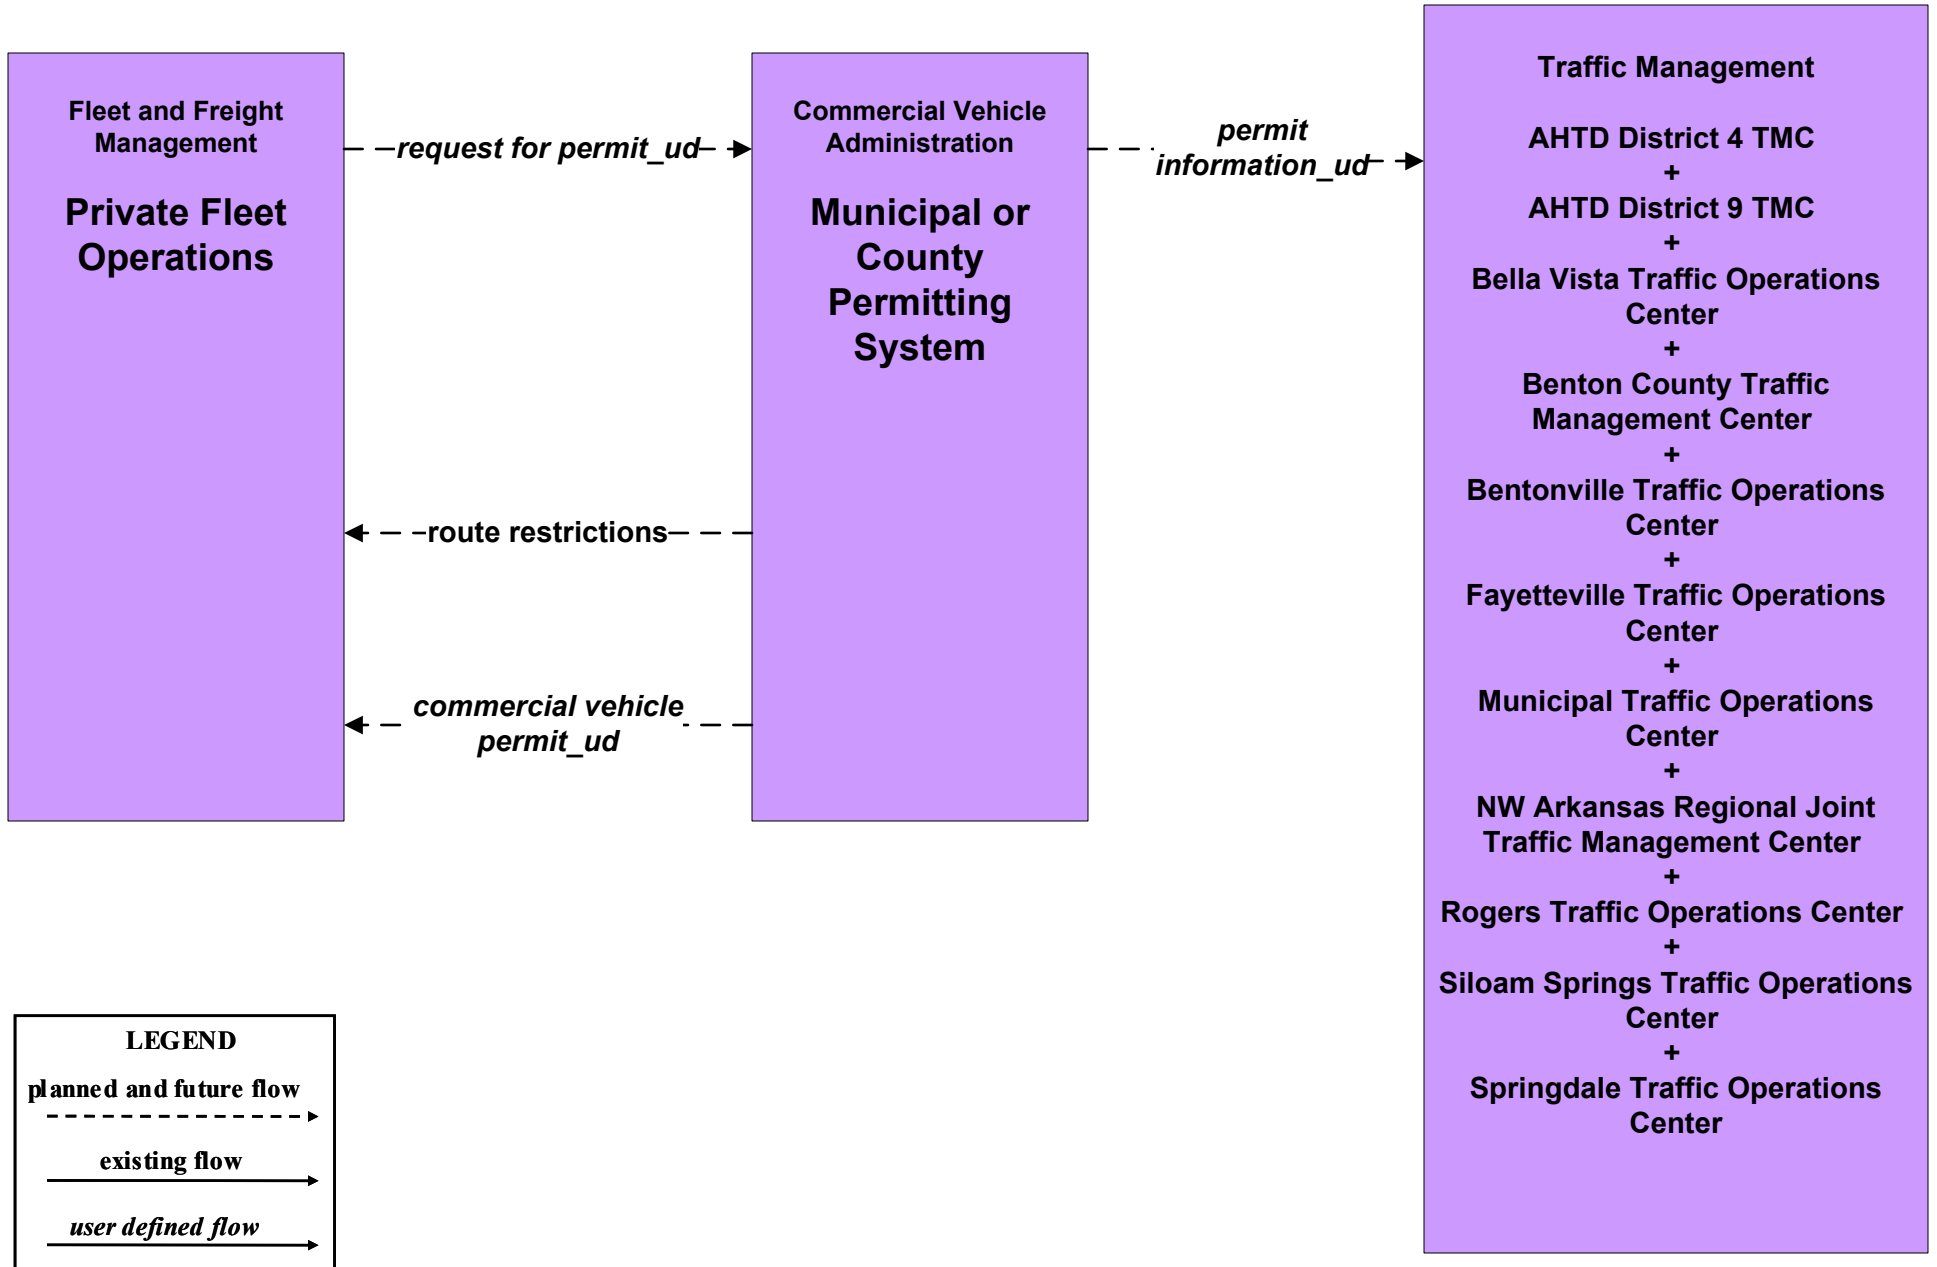 Fleet and Freight
Management
Private Fleet
Operations
request for permit_ud
route restrictions
commercial vehicle
permit_ud
Commercial Vehicle
Administration
Municipal or
County
Permitting
System
permit
information_ud
Traffic Management
AHTD District 4 TMC
+
AHTD District 9 TMC
+
Bella Vista Traffic Operations
Center
+
Benton County Traffic
Management Center
+
Bentonville Traffic Operations
Center
+
Fayetteville Traffic Operations
Center
+
Municipal Traffic Operations
Center
+
NW Arkansas Regional Joint
Traffic Management Center
+
Rogers Traffic Operations Center
+
Siloam Springs Traffic Operations
Center
+
Springdale Traffic Operations
Center
LEGEND
planned and future flow
existing flow
user defined flow